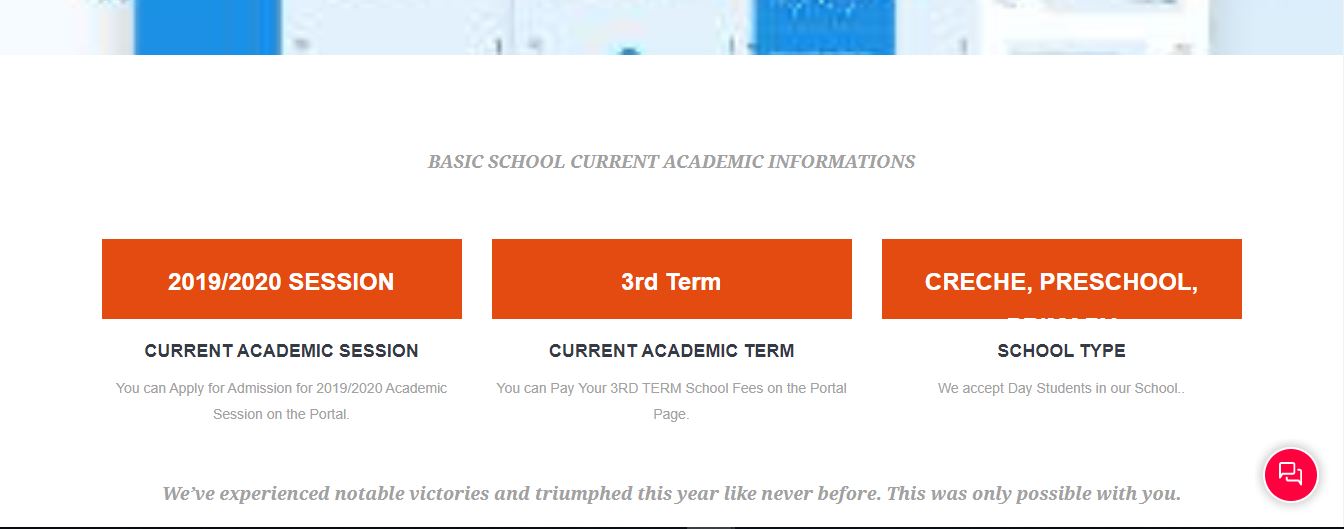 BASIC SCHOOL CURRENT ACADEMIC INFORMATIONS
2019/2020 SESSION
CURRENT ACADEMIC SESSION
You can Apply for Admission for 2019/2020 Academic
Session on the Portal.
3rd Term
CURRENT ACADEMIC TERM
You can Pay Your 3RD TERM School Fees on the Portal
Page.
CRECHE, PRESCHOOL,
SCHOOL TYPE
We accept Day Students in our School..
We’ve experienced notable victories and triumphed this year like never before. This was only possible with you.